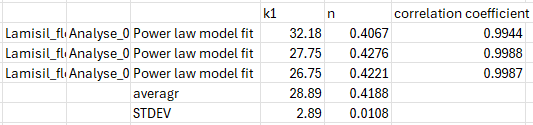 k1 n correlation coefficient
Lamisil_fl Analyse_0 Power law model fit 32.18 0.4067 0.9944
Lamisil_fl Analyse_0 Power law model fit 27.75 0.4276 0.9988
Lamisil_fl Analyse_0 Power law model fit 26.75 0.4221 0.9987
averagr 28.89 0.4188
STDEV 2.89 0.0108